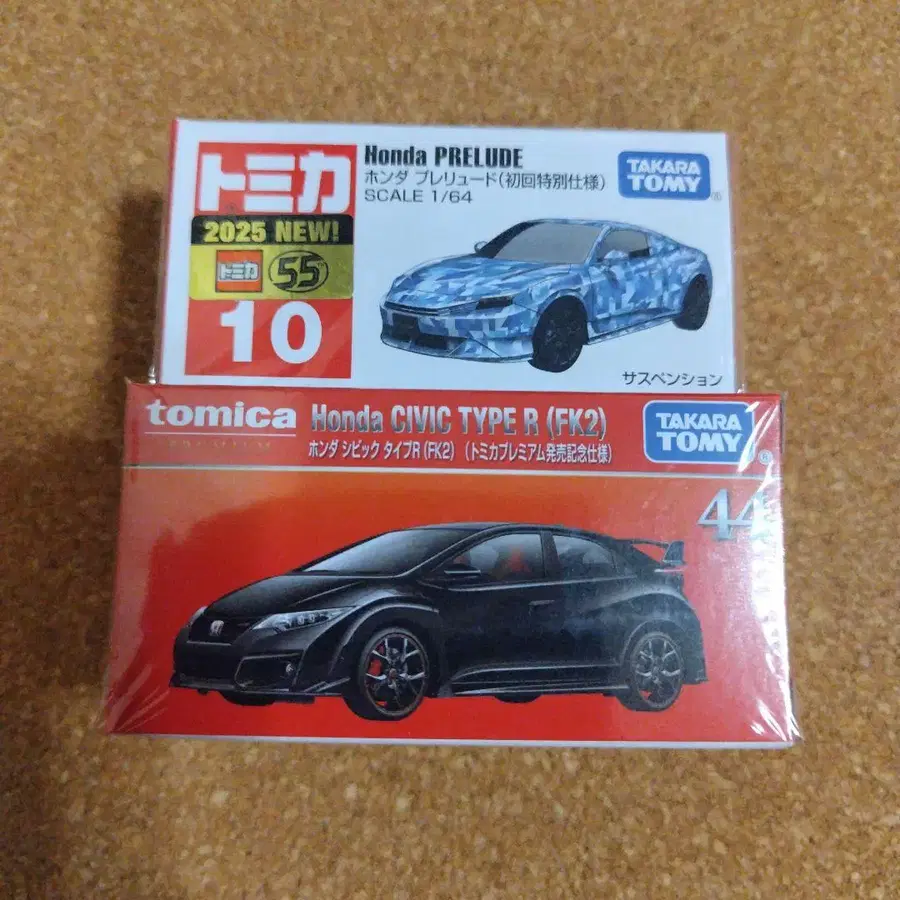 トミカ
2025 NEW!
トミカ 55
10
Honda PRELUDE
ホンダ プレリュード(初回特別仕様)
SCALE 1/64
TAKARA
TOMY
サスペンション
tomica
Honda CIVIC TYPE R (FK2)
ホンダ シビック タイプR (FK2) (トミカプレミアム発売記念仕様)
TAKARA
TOMY
44